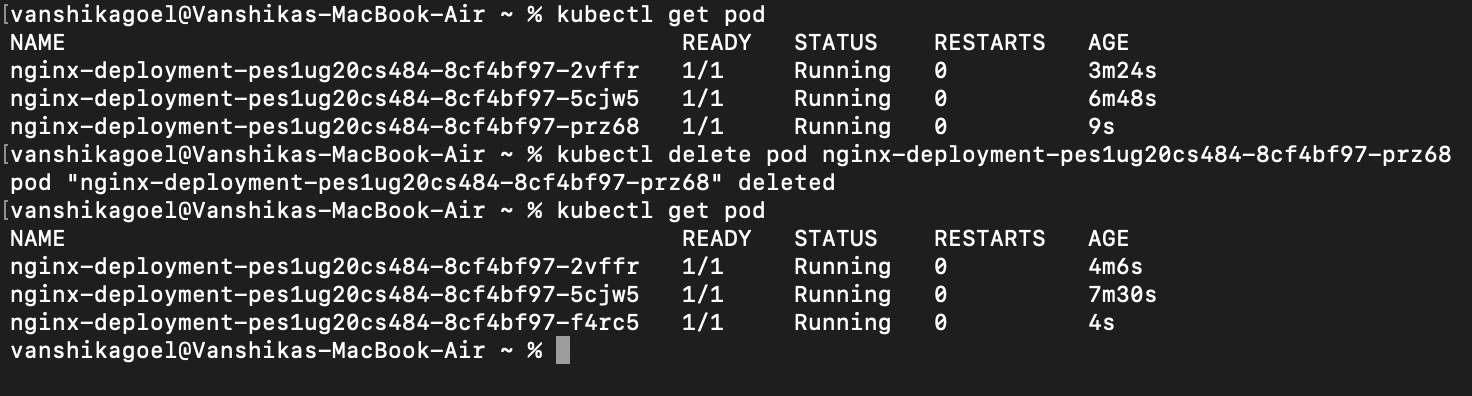 [vanshikagoel@Vanshikas-MacBook-Air ~ % kubectl get pod
NAME READY STATUS RESTARTS AGE
nginx-deployment-pes1ug20cs484-8cf4bf97-2vffr 1/1 Running 0 3m24s
nginx-deployment-pes1ug20cs484-8cf4bf97-5cjw5 1/1 Running 0 6m48s
nginx-deployment-pes1ug20cs484-8cf4bf97-prz68 1/1 Running 0 9s
[vanshikagoel@Vanshikas-MacBook-Air ~ % kubectl delete pod nginx-deployment-pes1ug20cs484-8cf4bf97-prz68
pod "nginx-deployment-pes1ug20cs484-8cf4bf97-prz68" deleted
[vanshikagoel@Vanshikas-MacBook-Air ~ % kubectl get pod
NAME READY STATUS RESTARTS AGE
nginx-deployment-pes1ug20cs484-8cf4bf97-2vffr 1/1 Running 0 4m6s
nginx-deployment-pes1ug20cs484-8cf4bf97-5cjw5 1/1 Running 0 7m30s
nginx-deployment-pes1ug20cs484-8cf4bf97-f4rc5 1/1 Running 0 4s
vanshikagoel@Vanshikas-MacBook-Air ~ %